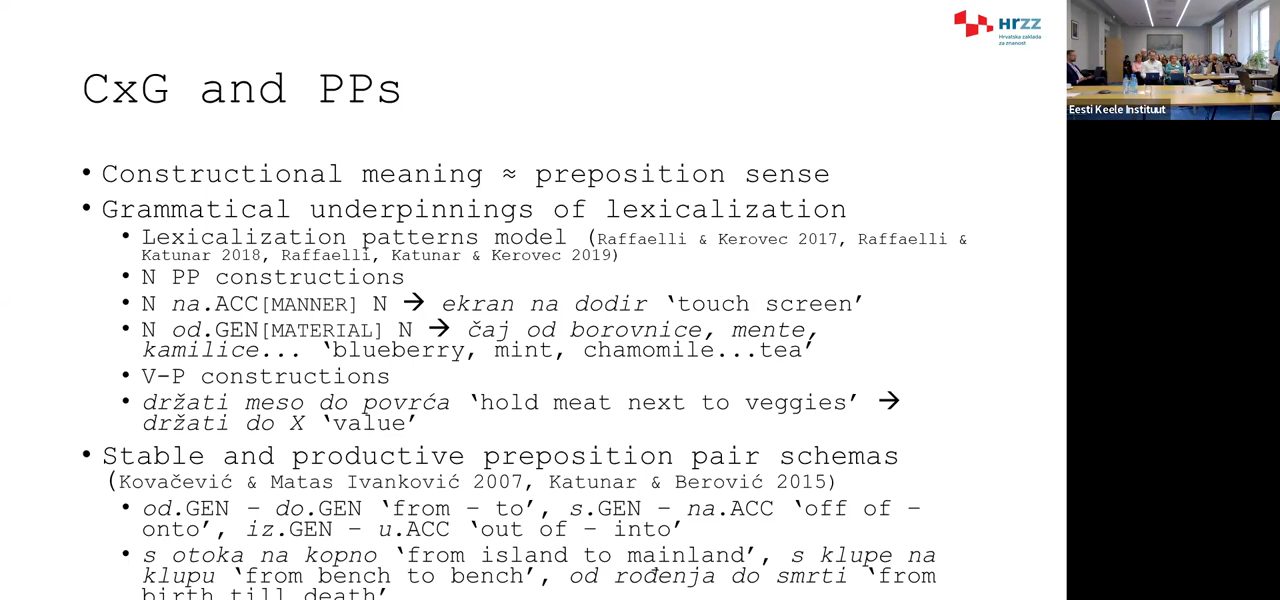 HRZZ
Hrvatska zaklada
za znanost
Eesti Keele Instituut
CxG and PPs
• Constructional meaning ≈ preposition sense
• Grammatical underpinnings of lexicalization
• Lexicalization patterns model (Raffaelli & Kerovec 2017, Raffaelli &
Katunar 2018, Raffaelli, Katunar & Kerovec 2019)
• N PP constructions
• N na.ACC[MANNER] N → ekran na dodir ‘touch screen’
• N od.GEN[MATERIAL] N → čaj od borovnice, mente,
kamilice... ‘blueberry, mint, chamomile...tea’
• V-P constructions
• držati meso do povrća ‘hold meat next to veggies’ →
držati do X ‘value’
• Stable and productive preposition pair schemas
(Kovačević & Matas Ivanković 2007, Katunar & Berović 2015)
• od.GEN – do.GEN ‘from – to’, s.GEN – na.ACC ‘off of –
onto’, iz.GEN – u.ACC ‘out of – into’
• s otoka na kopno ‘from island to mainland’, s klupe na
klupu ‘from bench to bench’, od rođenja do smrti ‘from
birth till death’